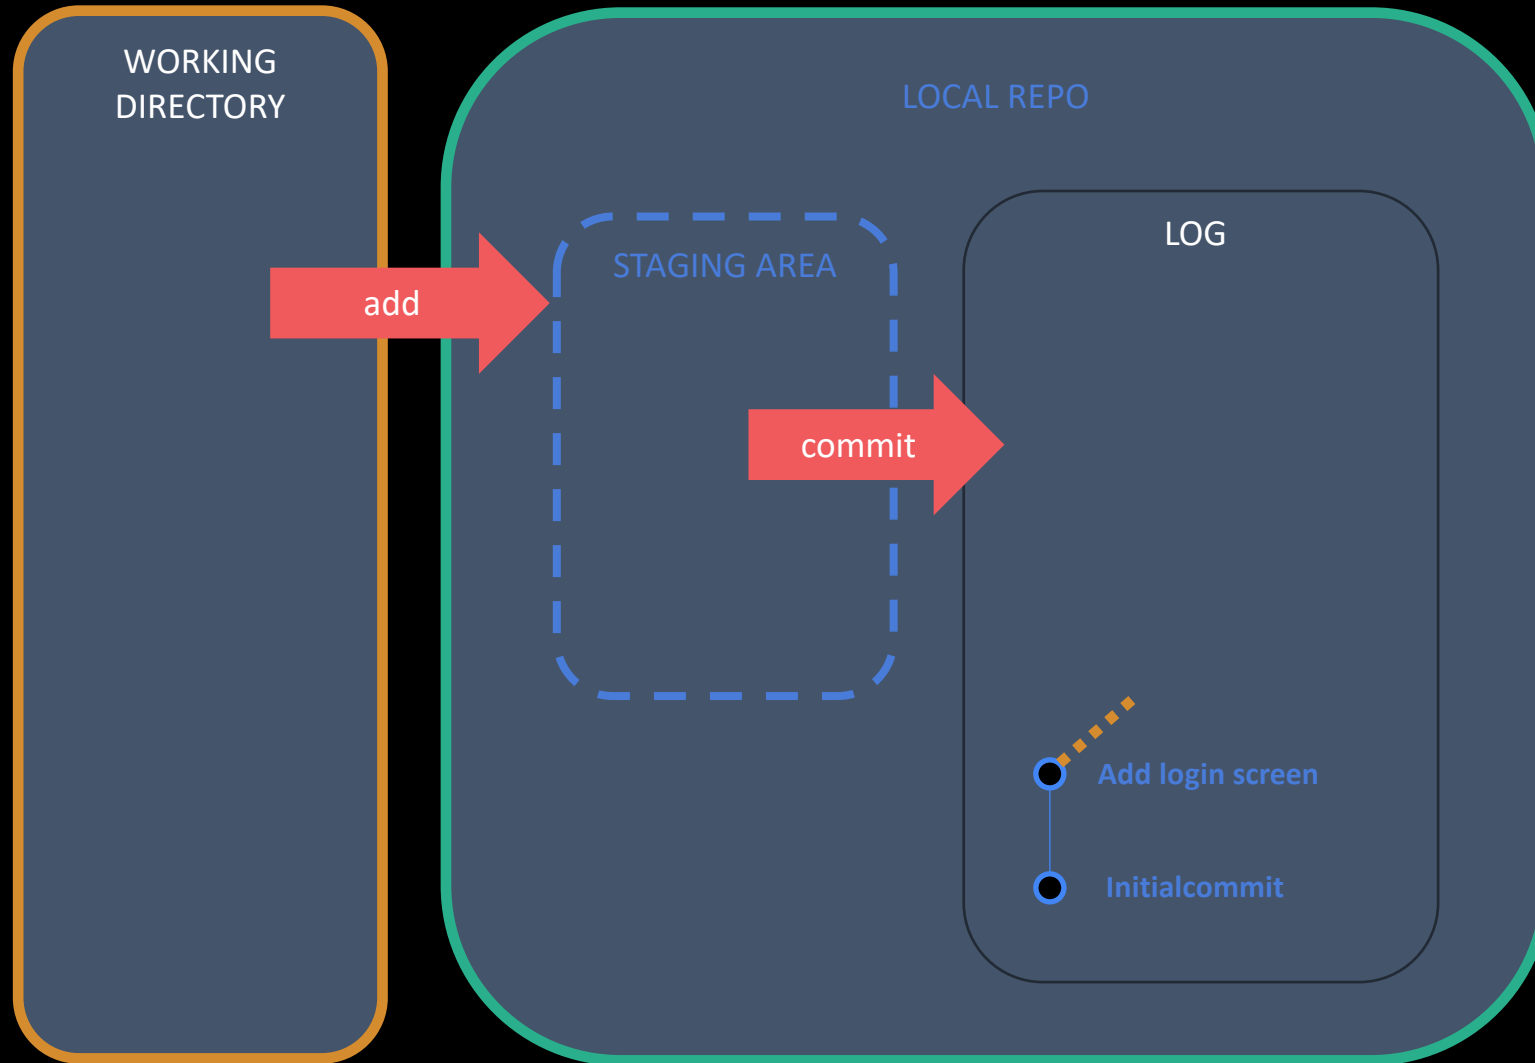 WORKING
DIRECTORY
LOCAL REPO
STAGING AREA
LOG
add
commit
Add login screen
Initialcommit